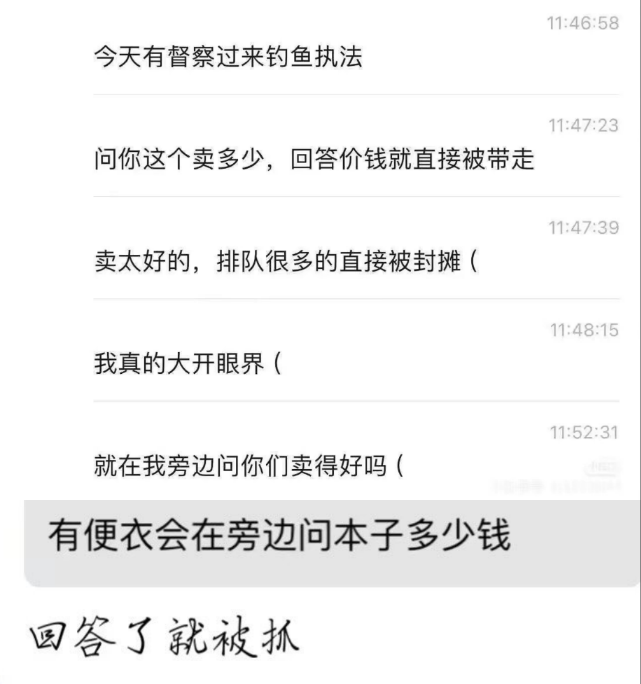 11:46:58
今天有督察过来钓鱼执法
11:47:23
问你这个卖多少，回答价钱就直接被带走
11:47:39
卖太好的，排队很多的直接被封摊（
11:48:15
我真的大开眼界（
11:52:31
就在我旁边问你们卖得好吗（
有便衣会在旁边问本子多少钱
回答了就被抓